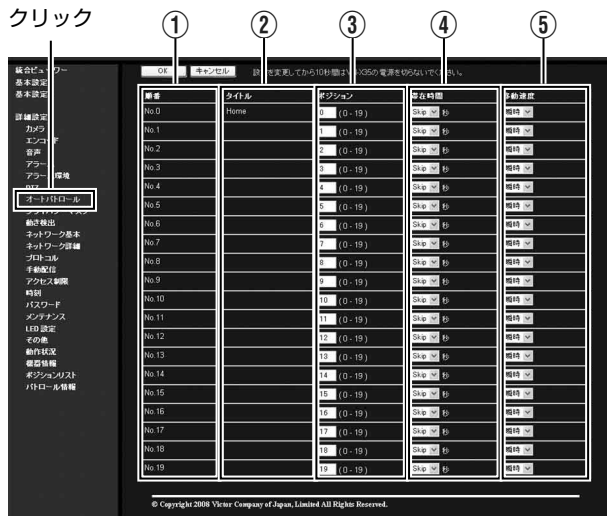 クリック
① ② ③ ④ ⑤
OK キャンセル 設定を変更してから10秒間はVN-X35の電源を切らないでください。
統合ビューワー
基本設定
基本設定
詳細設定
カメラ
エンコード
音声
アラーム
アラーム環境
PTZ
オートパトロール
プライバシーマスク
動き検出
ネットワーク基本
ネットワーク詳細
プロトコル
手動配信
アクセス制限
時刻
パスワード
メンテナンス
LED 設定
その他
動作状況
機器情報
ポジションリスト
パトロール情報
順番 タイトル ポジション 滞在時間 移動速度
No.0 Home 0 (0 - 19) Skip 秒 瞬時
No.1 1 (0 - 19) Skip 秒 瞬時
No.2 2 (0 - 19) Skip 秒 瞬時
No.3 3 (0 - 19) Skip 秒 瞬時
No.4 4 (0 - 19) Skip 秒 瞬時
No.5 5 (0 - 19) Skip 秒 瞬時
No.6 6 (0 - 19) Skip 秒 瞬時
No.7 7 (0 - 19) Skip 秒 瞬時
No.8 8 (0 - 19) Skip 秒 瞬時
No.9 9 (0 - 19) Skip 秒 瞬時
No.10 10 (0 - 19) Skip 秒 瞬時
No.11 11 (0 - 19) Skip 秒 瞬時
No.12 12 (0 - 19) Skip 秒 瞬時
No.13 13 (0 - 19) Skip 秒 瞬時
No.14 14 (0 - 19) Skip 秒 瞬時
No.15 15 (0 - 19) Skip 秒 瞬時
No.16 16 (0 - 19) Skip 秒 瞬時
No.17 17 (0 - 19) Skip 秒 瞬時
No.18 18 (0 - 19) Skip 秒 瞬時
No.19 19 (0 - 19) Skip 秒 瞬時
© Copyright 2008 Victor Company of Japan, Limited All Rights Reserved.